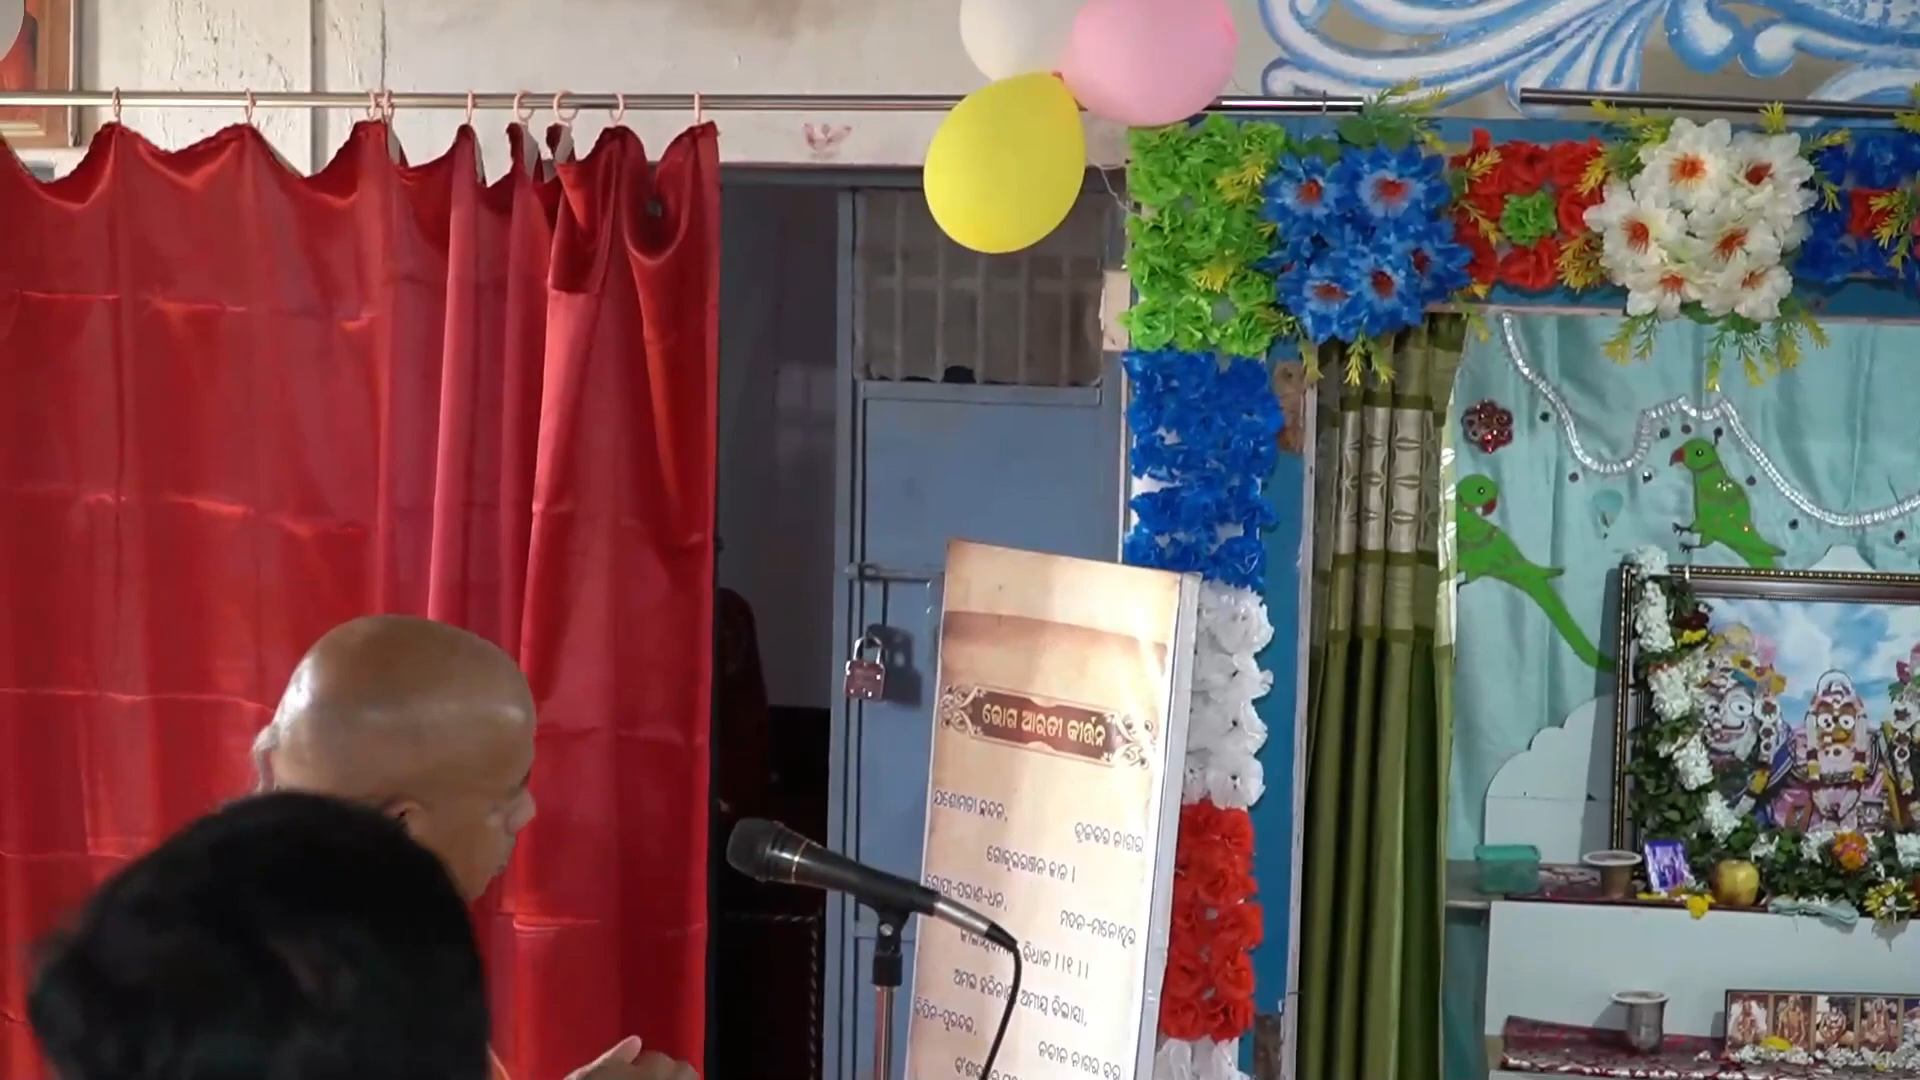 ଭୋଗ ଆରତୀ କୀର୍ତ୍ତନ
ଯଶୋମତୀ ନନ୍ଦନ,
ବ୍ରଜବର ନାଗର
ଗୋକୁଳରଞ୍ଜନ କାନ ।
ଗୋପୀ-ପରାଣ-ଧନ,
ମଦନ-ମନୋହର
ବିଧାନ ।।୧।।
ଅମଲ ହରିନାମ ଅମୀୟ ବିଳାସା,
ବିପିନ-ପୁରନ୍ଦର,
ନବୀନ ନାଗର ବର